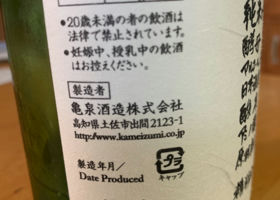 ●20歳未満の者の飲酒は
法律で禁止されています。
●妊娠中、授乳中の飲酒
はお控えください。
製造者
亀泉酒造株式会社
高知県土佐市出間2123-1
http://www.kameizumi.co.jp
製造年月/
Date Produced
キャップ
純米